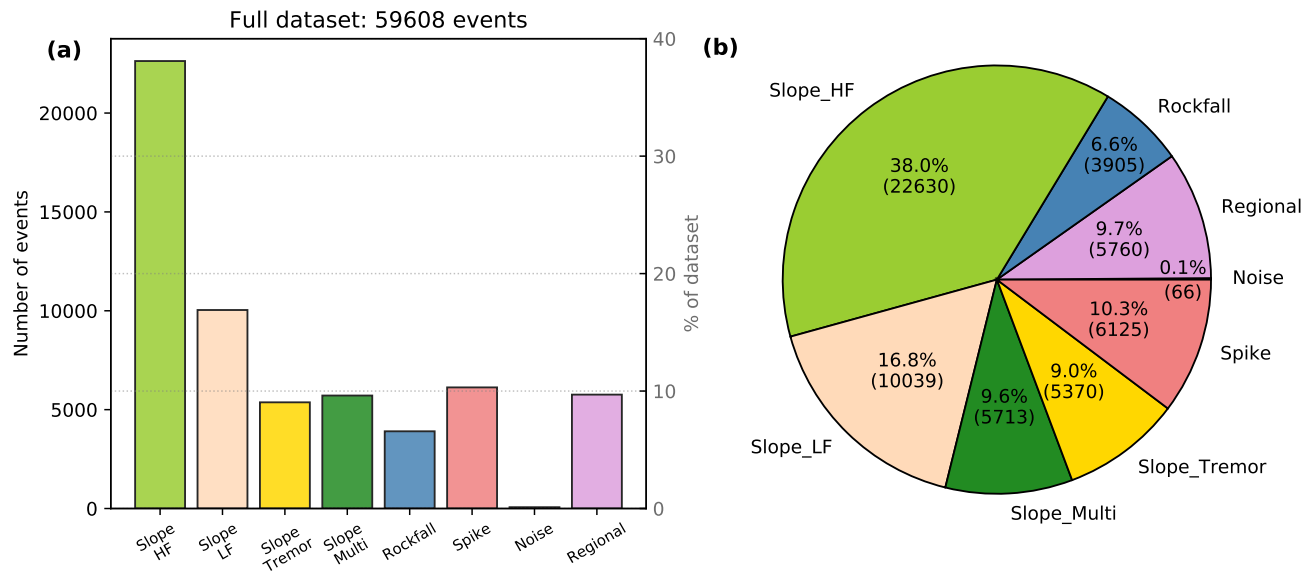 Full dataset: 59608 events
(a)
Number of events
20000
15000
10000
5000
0
40
30
20
10
0
% of dataset
Slope
HF
Slope
LF
Slope
Tremor
Slope
Multi
Rockfall
Spike
Noise
Regional
(b)
Slope_HF
38.0%
(22630)
Rockfall
6.6%
(3905)
Regional
9.7%
(5760)
0.1%
(66)
Noise
10.3%
(6125)
Spike
9.0%
(5370)
Slope_Tremor
9.6%
(5713)
Slope_Multi
16.8%
(10039)
Slope_LF